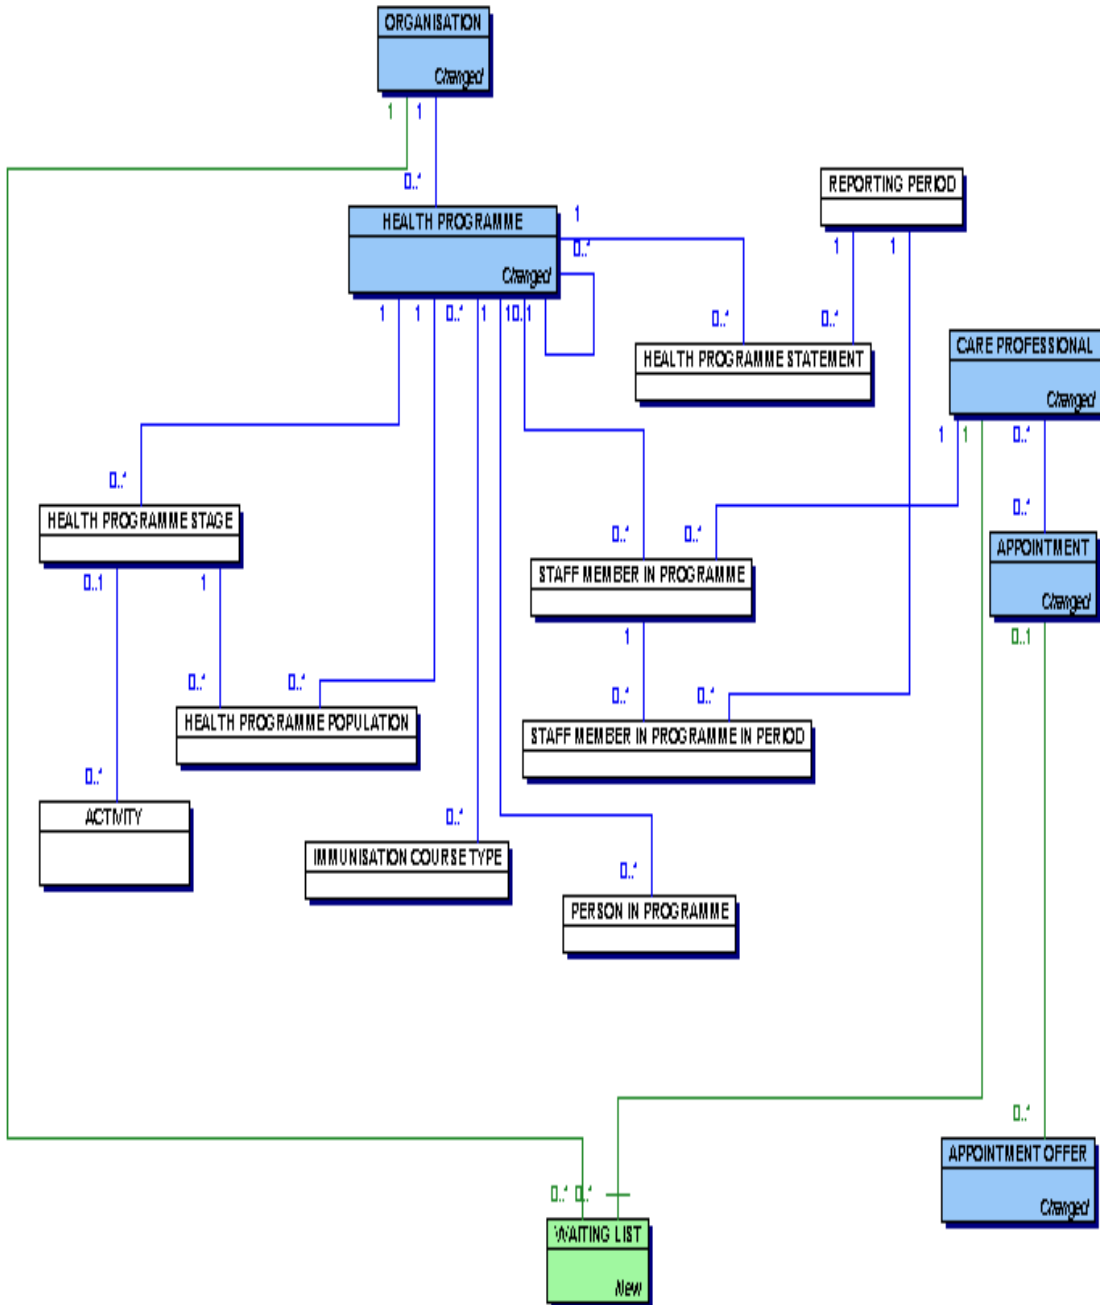 ORGANISATION
Changed
1 1
0..*
HEALTH PROGRAMME
Changed
1
0..*
REPORTING PERIOD
1 1
1 1 0..* 1 1 0..1
0..* 0..*
HEALTH PROGRAMME STATEMENT
CARE PROFESSIONAL
Changed
1 1 0..*
0..*
HEALTH PROGRAMME STAGE
0..1 1
0..* 0..*
STAFF MEMBER IN PROGRAMME
1
0..*
APPOINTMENT
Changed
0..1
0..* 0..*
HEALTH PROGRAMME POPULATION
0..* 0..*
STAFF MEMBER IN PROGRAMME IN PERIOD
0..*
ACTIVITY
0..*
IMMUNISATION COURSE TYPE
0..*
PERSON IN PROGRAMME
0..*
APPOINTMENT OFFER
Changed
0..* 0..*
WAITING LIST
New